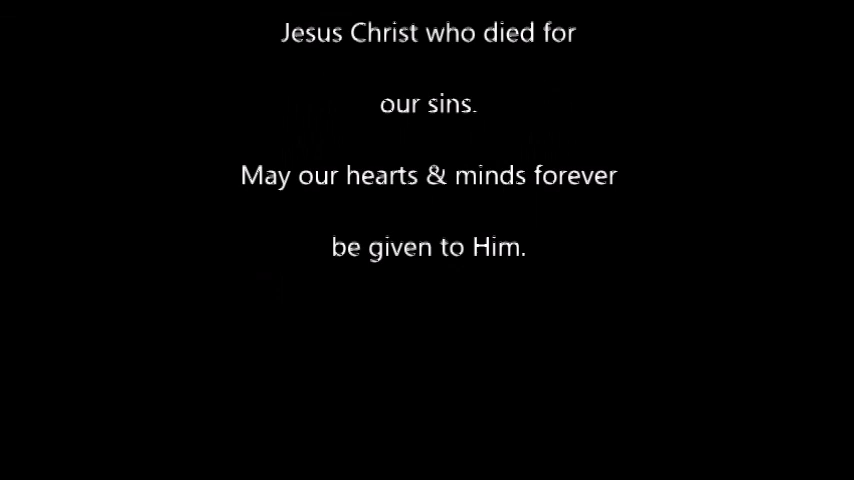 Jesus Christ who died for
our sins.
May our hearts & minds forever
be given to Him.